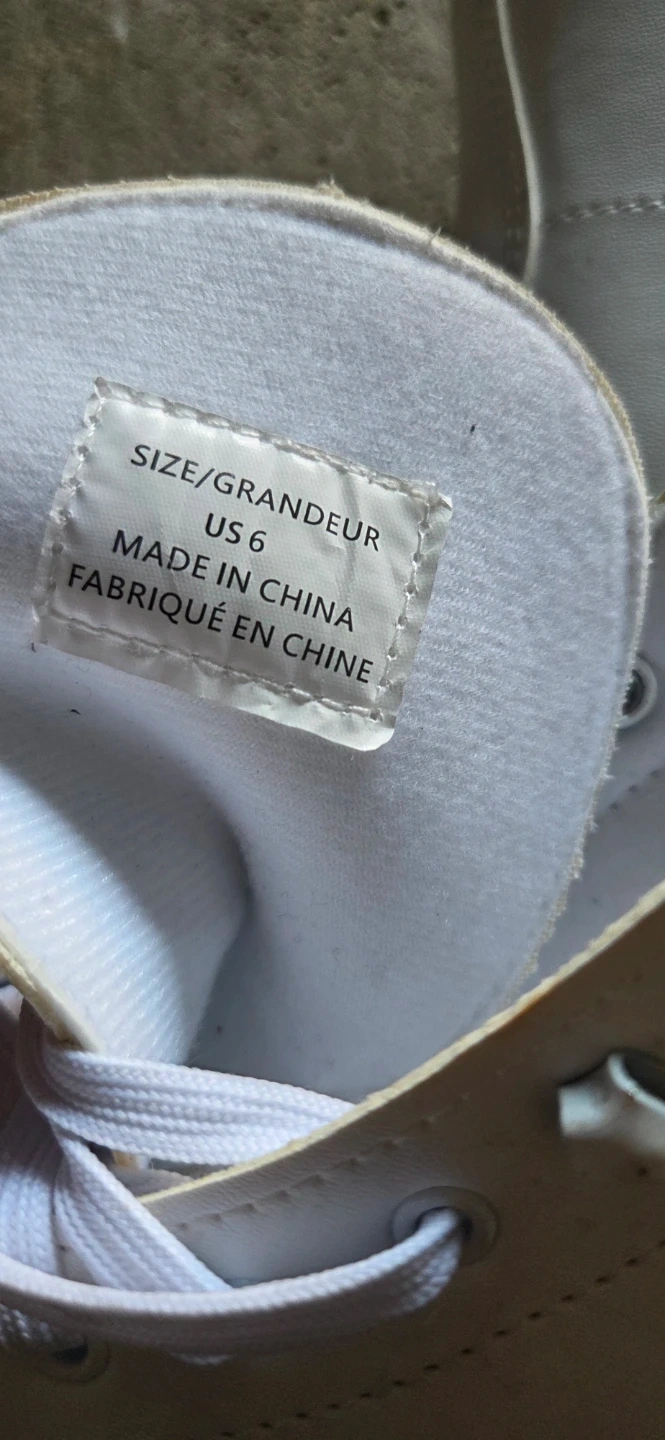 SIZE/GRANDEUR
US 6
MADE IN CHINA
FABRIQUÉ EN CHINE